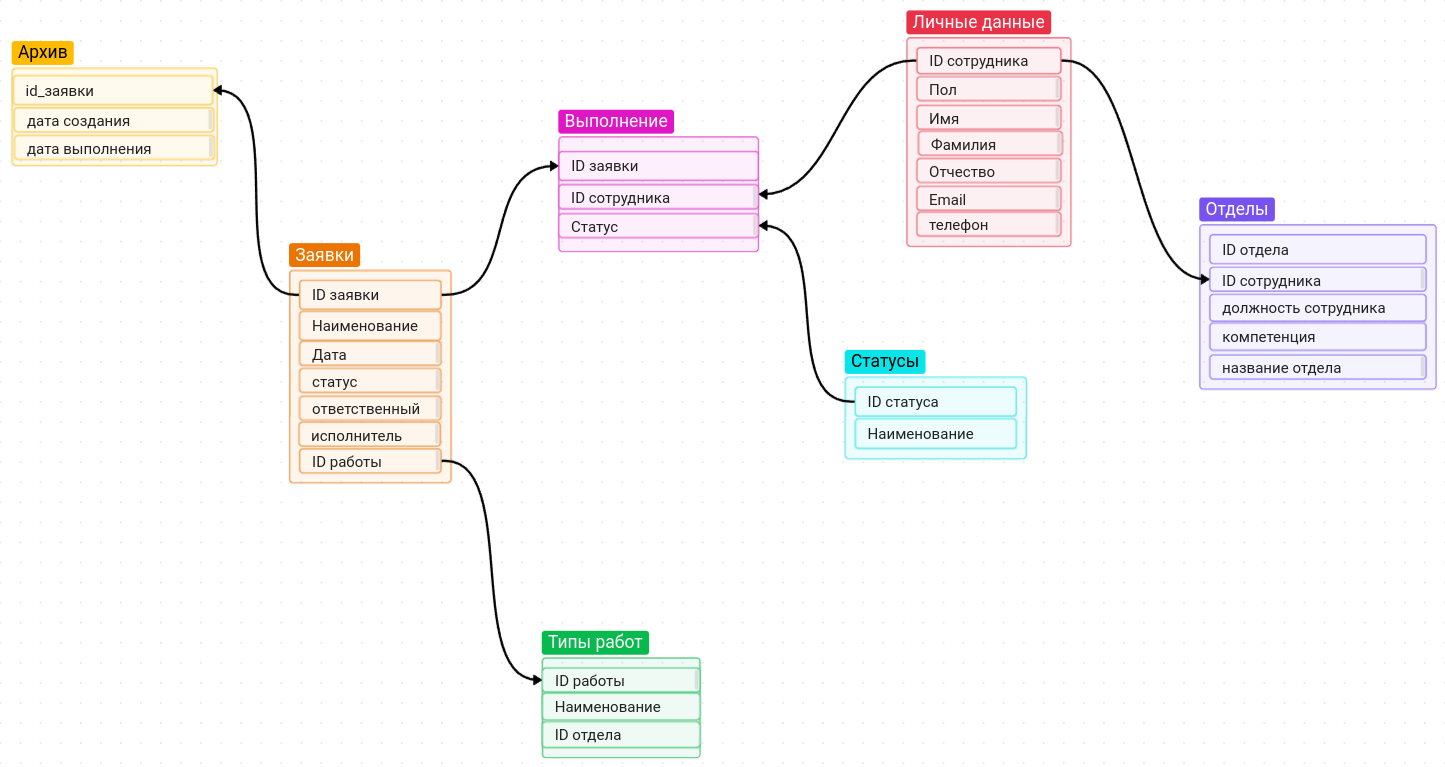 Архив
id_заявки
дата создания
дата выполнения
Заявки
ID заявки
Наименование
Дата
статус
ответственный
исполнитель
ID работы
Выполнение
ID заявки
ID сотрудника
Статус
Типы работ
ID работы
Наименование
ID отдела
Статусы
ID статуса
Наименование
Личные данные
ID сотрудника
Пол
Имя
Фамилия
Отчество
Email
телефон
Отделы
ID отдела
ID сотрудника
должность сотрудника
компетенция
название отдела